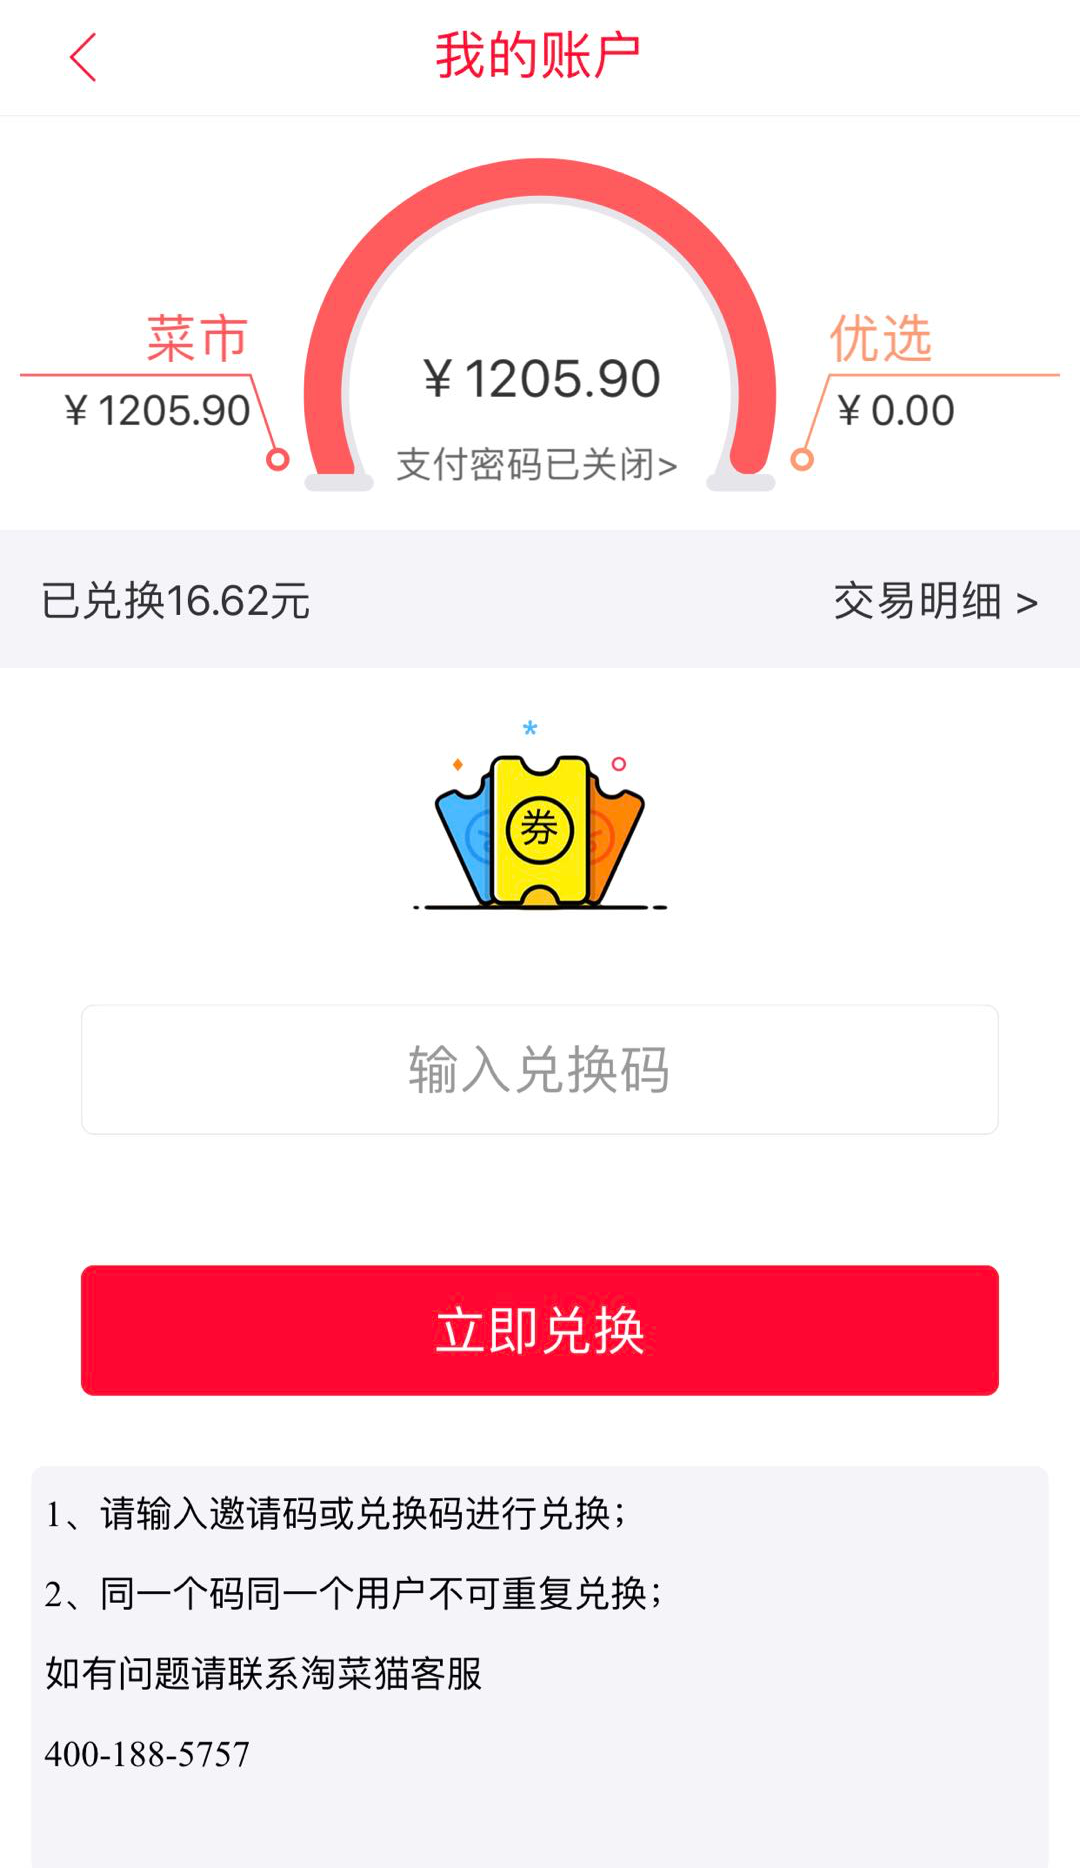 我的账户
菜市
¥ 1205.90
¥ 1205.90
支付密码已关闭>
优选
¥ 0.00
已兑换16.62元
交易明细 >
券
输入兑换码
立即兑换
1、请输入邀请码或兑换码进行兑换；
2、同一个码同一个用户不可重复兑换；
如有问题请联系淘菜猫客服
400-188-5757